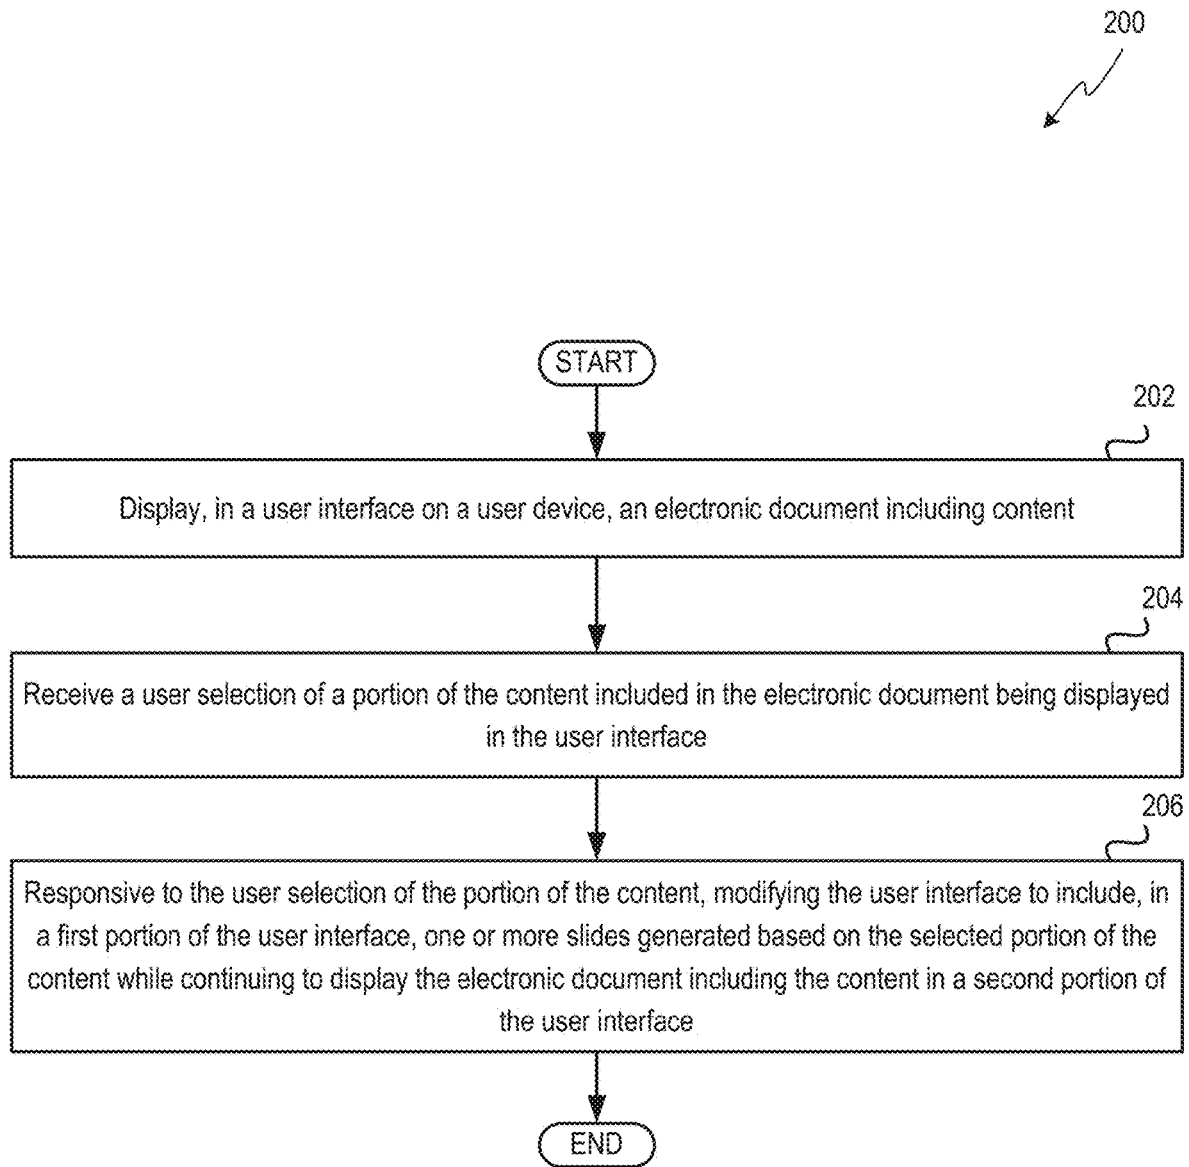 200
START
202
Display, in a user interface on a user device, an electronic document including content
204
Receive a user selection of a portion of the content included in the electronic document being displayed
in the user interface
206
Responsive to the user selection of the portion of the content, modifying the user interface to include, in
a first portion of the user interface, one or more slides generated based on the selected portion of the
content while continuing to display the electronic document including the content in a second portion of
the user interface
END